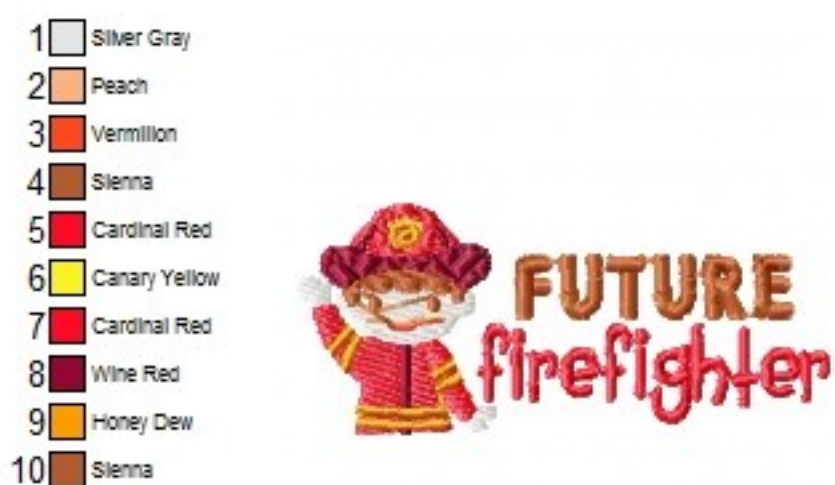 1 Silver Gray
2 Peach
3 Vermilion
4 Sienna
5 Cardinal Red
6 Canary Yellow
7 Cardinal Red
8 Wine Red
9 Honey Dew
10 Sienna
FUTURE
firefighter